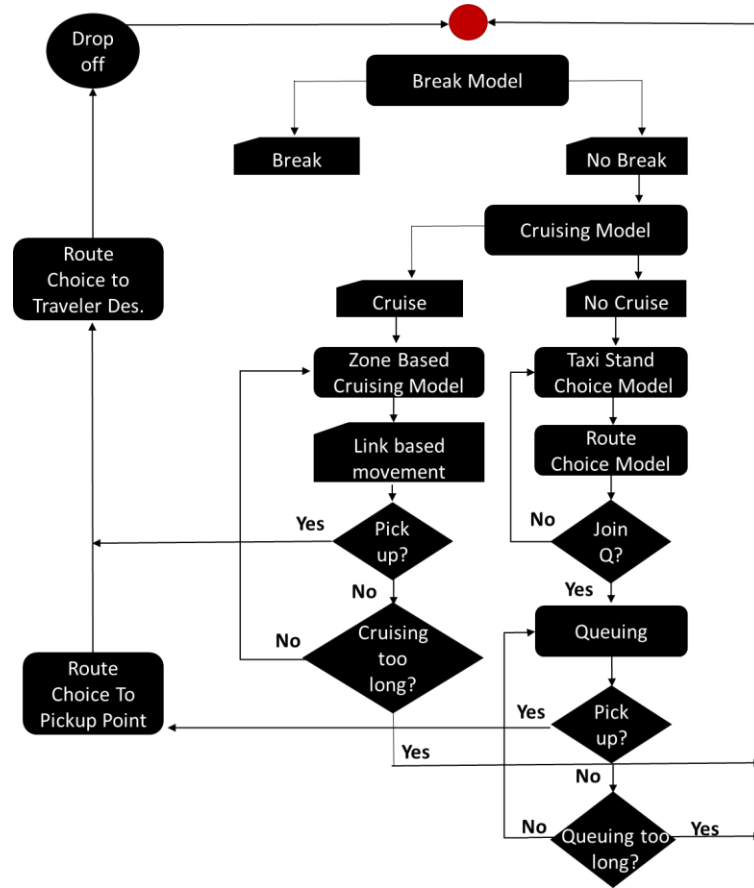 Drop
off
Break Model
Break
No Break
Cruising Model
Route
Choice to
Traveler Des.
Cruise
No Cruise
Zone Based
Cruising Model
Taxi Stand
Choice Model
Link based
movement
Route
Choice Model
Yes
Pick
up?
No
Join
Q?
No
Yes
No
Cruising
too
long?
Queuing
Route
Choice To
Pickup Point
Yes
Pick
up?
Yes
No
No
Queuing too
long?
Yes